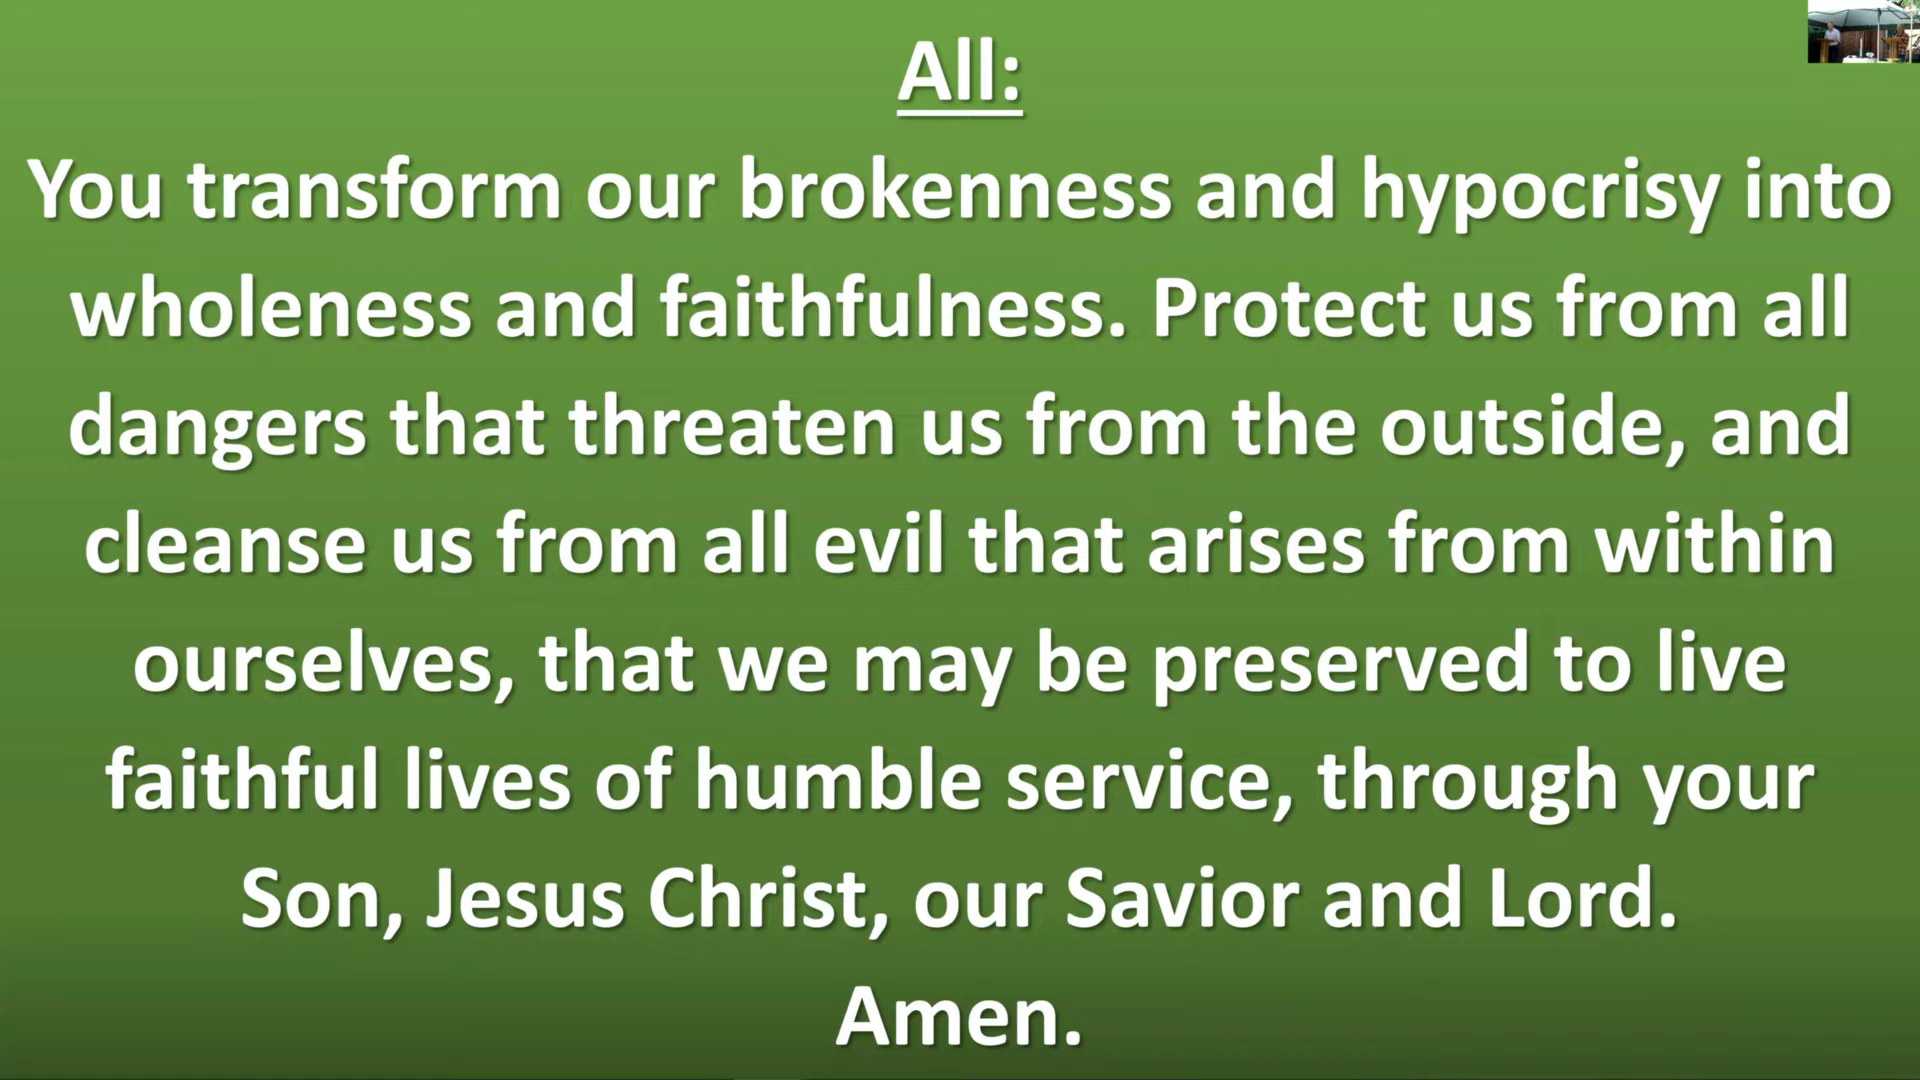 All:
You transform our brokenness and hypocrisy into
wholeness and faithfulness. Protect us from all
dangers that threaten us from the outside, and
cleanse us from all evil that arises from within
ourselves, that we may be preserved to live
faithful lives of humble service, through your
Son, Jesus Christ, our Savior and Lord.
Amen.